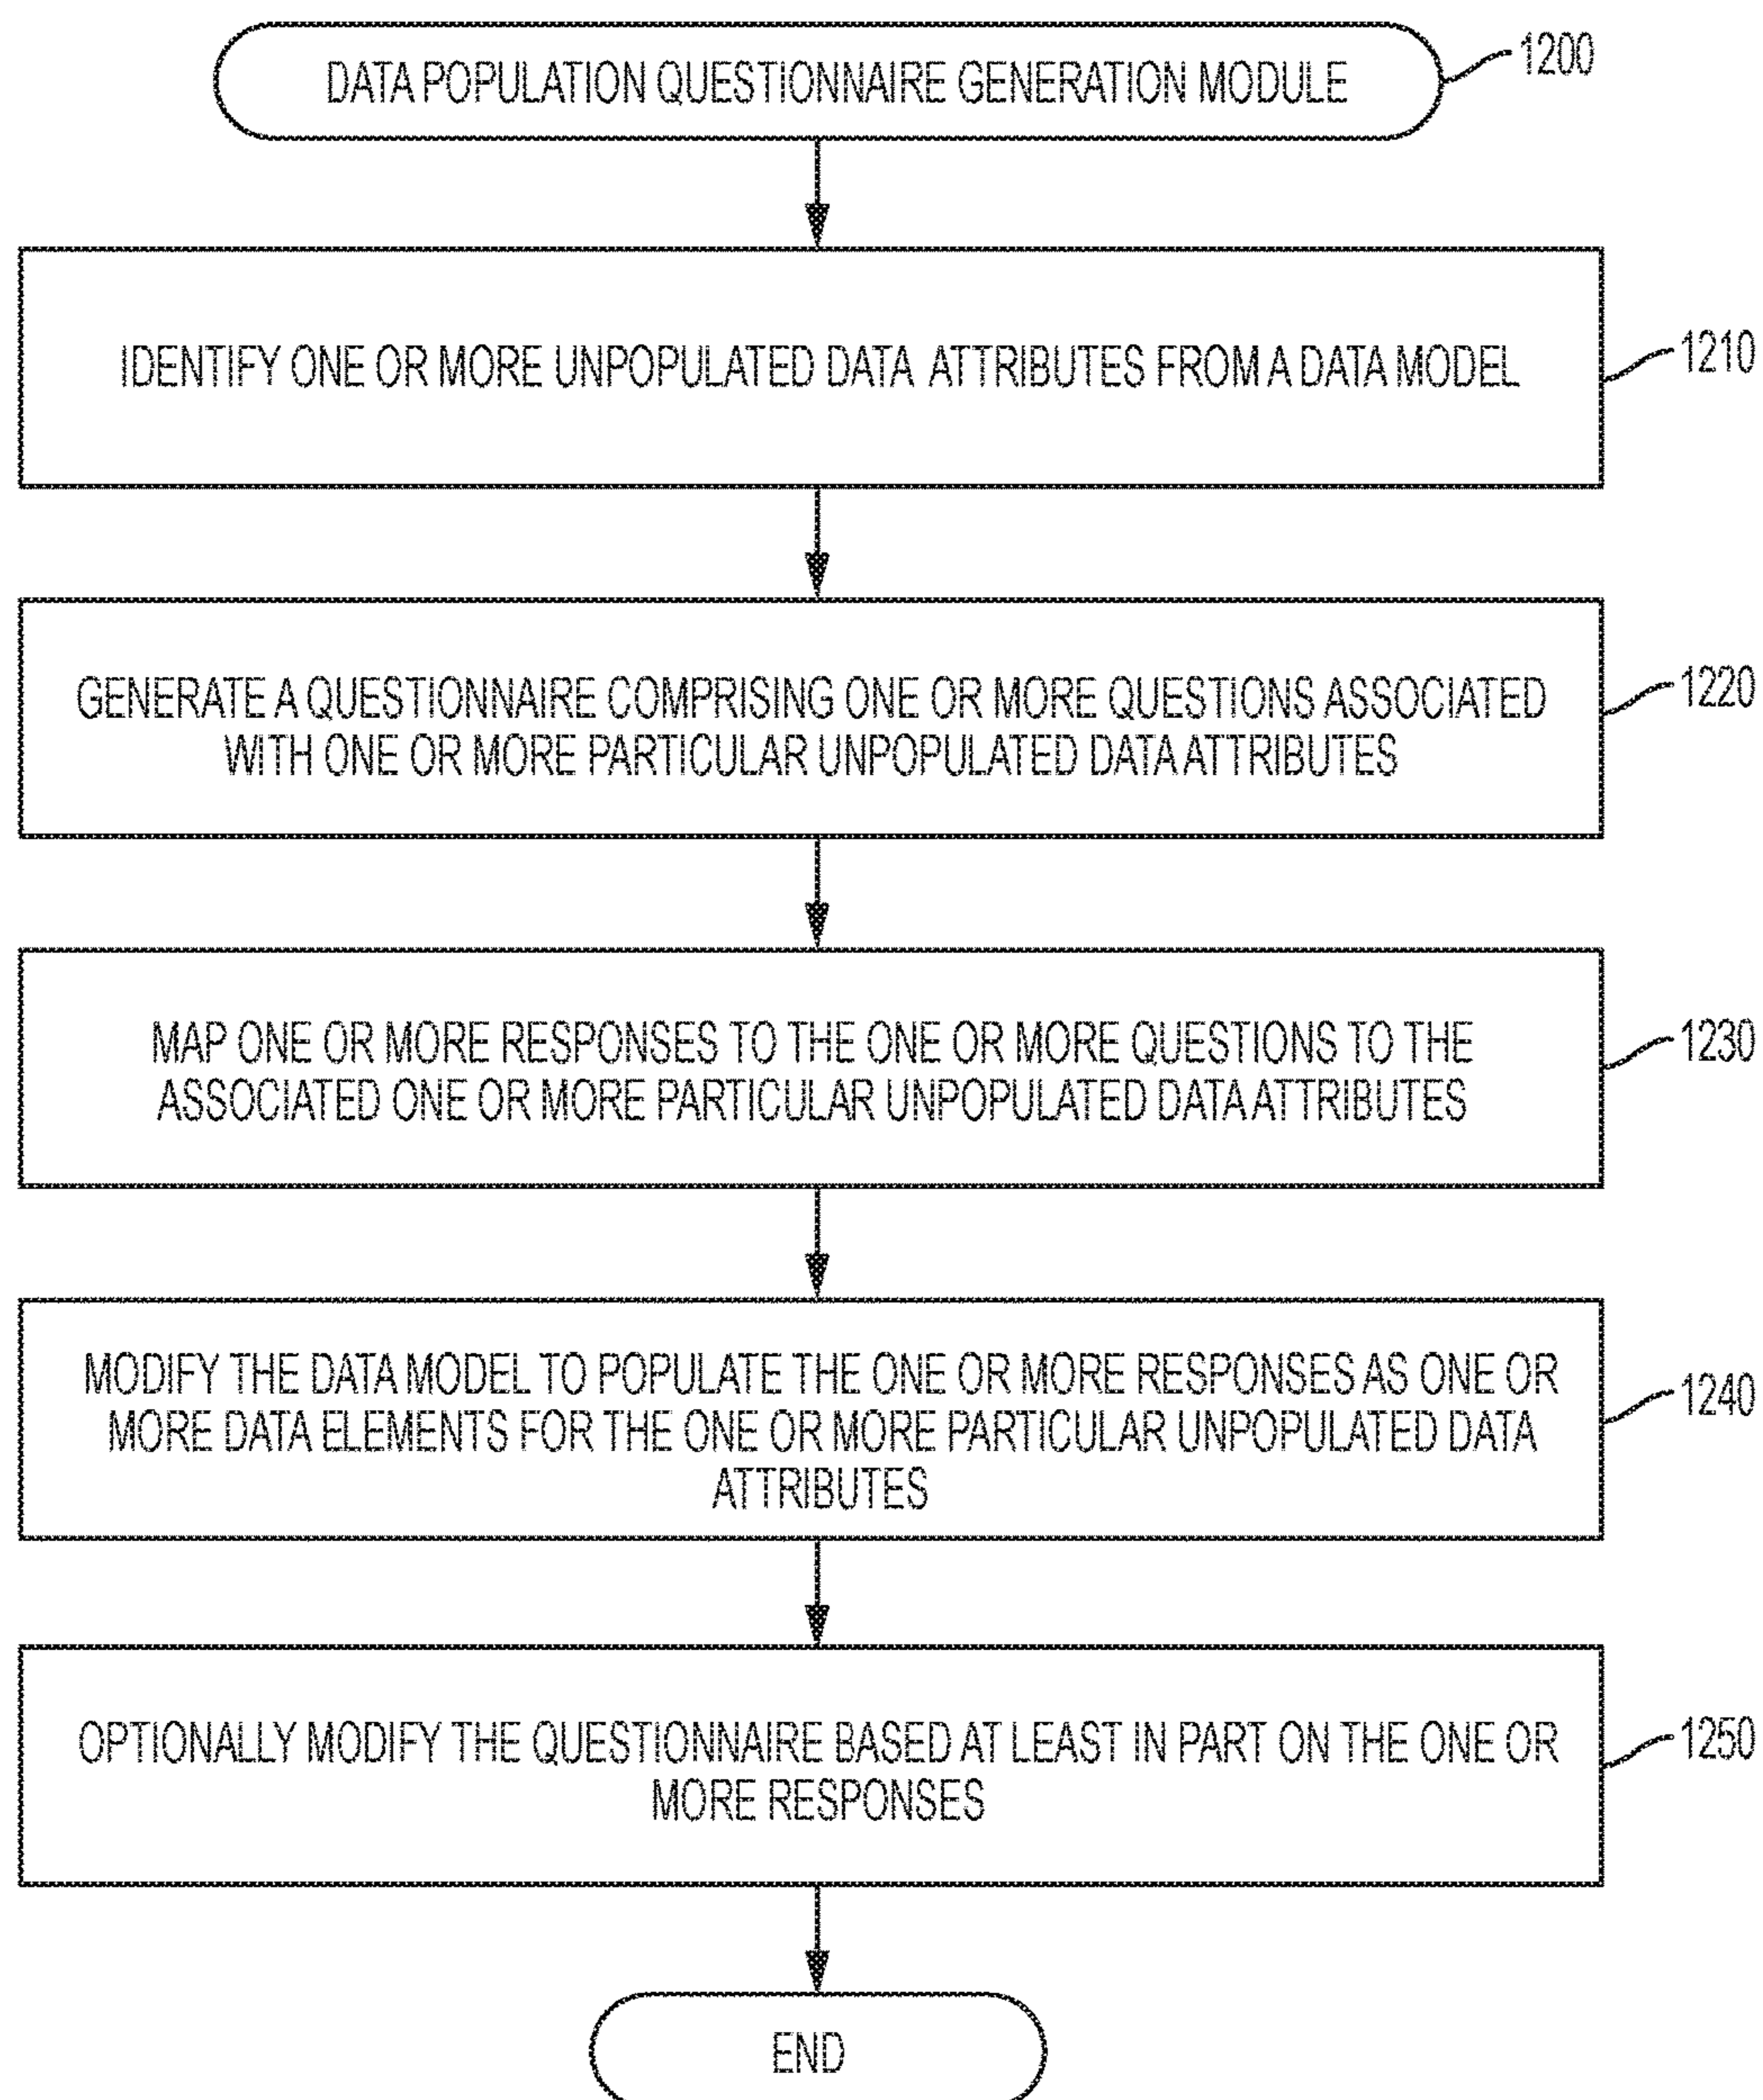 DATA POPULATION QUESTIONNAIRE GENERATION MODULE
1200
IDENTIFY ONE OR MORE UNPOPULATED DATA ATTRIBUTES FROM A DATA MODEL
1210
GENERATE A QUESTIONNAIRE COMPRISING ONE OR MORE QUESTIONS ASSOCIATED
WITH ONE OR MORE PARTICULAR UNPOPULATED DATA ATTRIBUTES
1220
MAP ONE OR MORE RESPONSES TO THE ONE OR MORE QUESTIONS TO THE
ASSOCIATED ONE OR MORE PARTICULAR UNPOPULATED DATA ATTRIBUTES
1230
MODIFY THE DATA MODEL TO POPULATE THE ONE OR MORE RESPONSES AS ONE OR
MORE DATA ELEMENTS FOR THE ONE OR MORE PARTICULAR UNPOPULATED DATA
ATTRIBUTES
1240
OPTIONALLY MODIFY THE QUESTIONNAIRE BASED AT LEAST IN PART ON THE ONE OR
MORE RESPONSES
1250
END